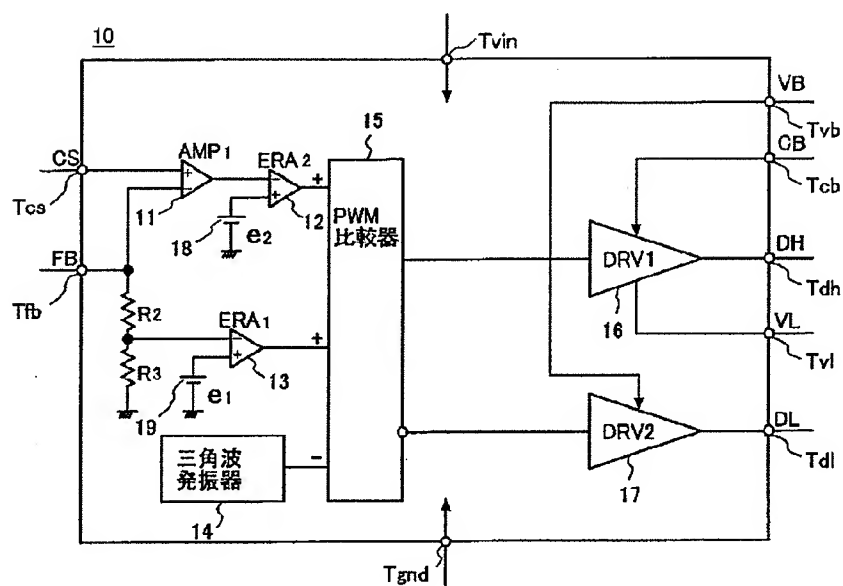 10
Tvin
VB
Tvb
15
CS
Tcs
AMP1
11
ERA2
12
+
-
+
-
+
18
e2
PWM
比較器
CB
Tcb
DRV1
16
DH
Tdh
VL
Tvl
FB
Tfb
R2
R3
ERA1
13
-
+
+
19
e1
三角波
発振器
14
-
DRV2
17
DL
Tdl
Tgnd